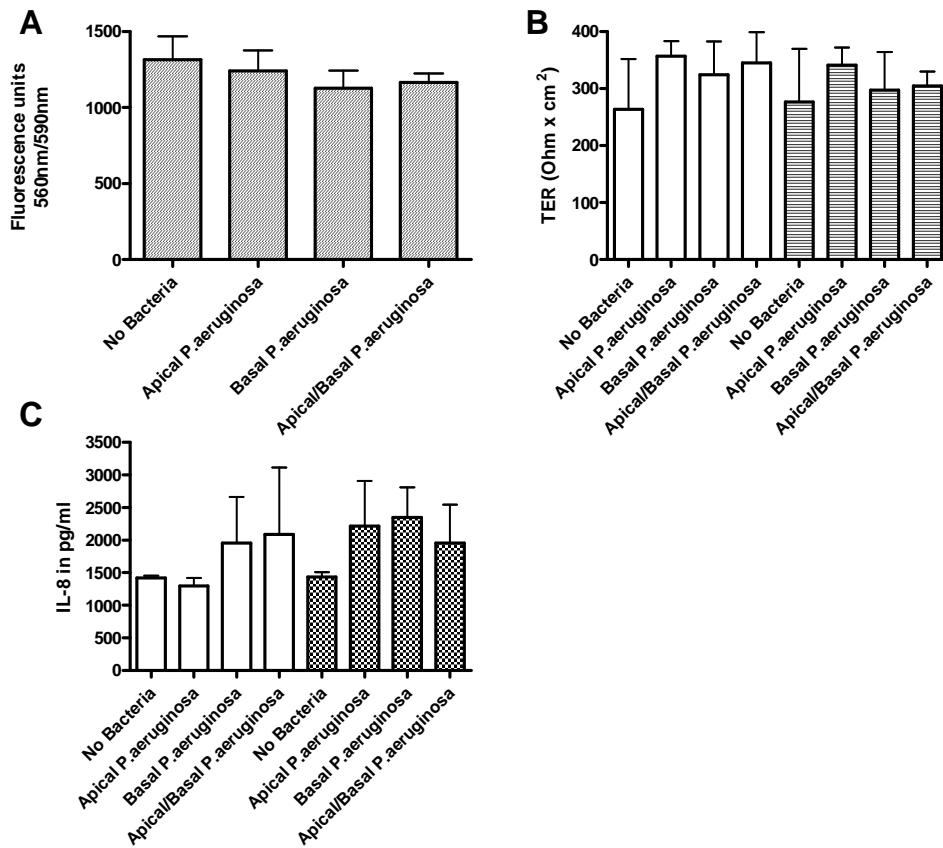 A
Fluorescence units
560nm/590nm
1500
1000
500
0
No Bacteria
Apical P.aeruginosa
Basal P.aeruginosa
Apical/Basal P.aeruginosa
B
TER (Ohm x cm 2)
400
300
200
100
0
No Bacteria
Apical P.aeruginosa
Basal P.aeruginosa
Apical/Basal P.aeruginosa
No Bacteria
Apical P.aeruginosa
Basal P.aeruginosa
Apical/Basal P.aeruginosa
C
IL-8 in pg/ml
3500
3000
2500
2000
1500
1000
500
0
No Bacteria
Apical P.aeruginosa
Basal P.aeruginosa
Apical/Basal P.aeruginosa
No Bacteria
Apical P.aeruginosa
Basal P.aeruginosa
Apical/Basal P.aeruginosa